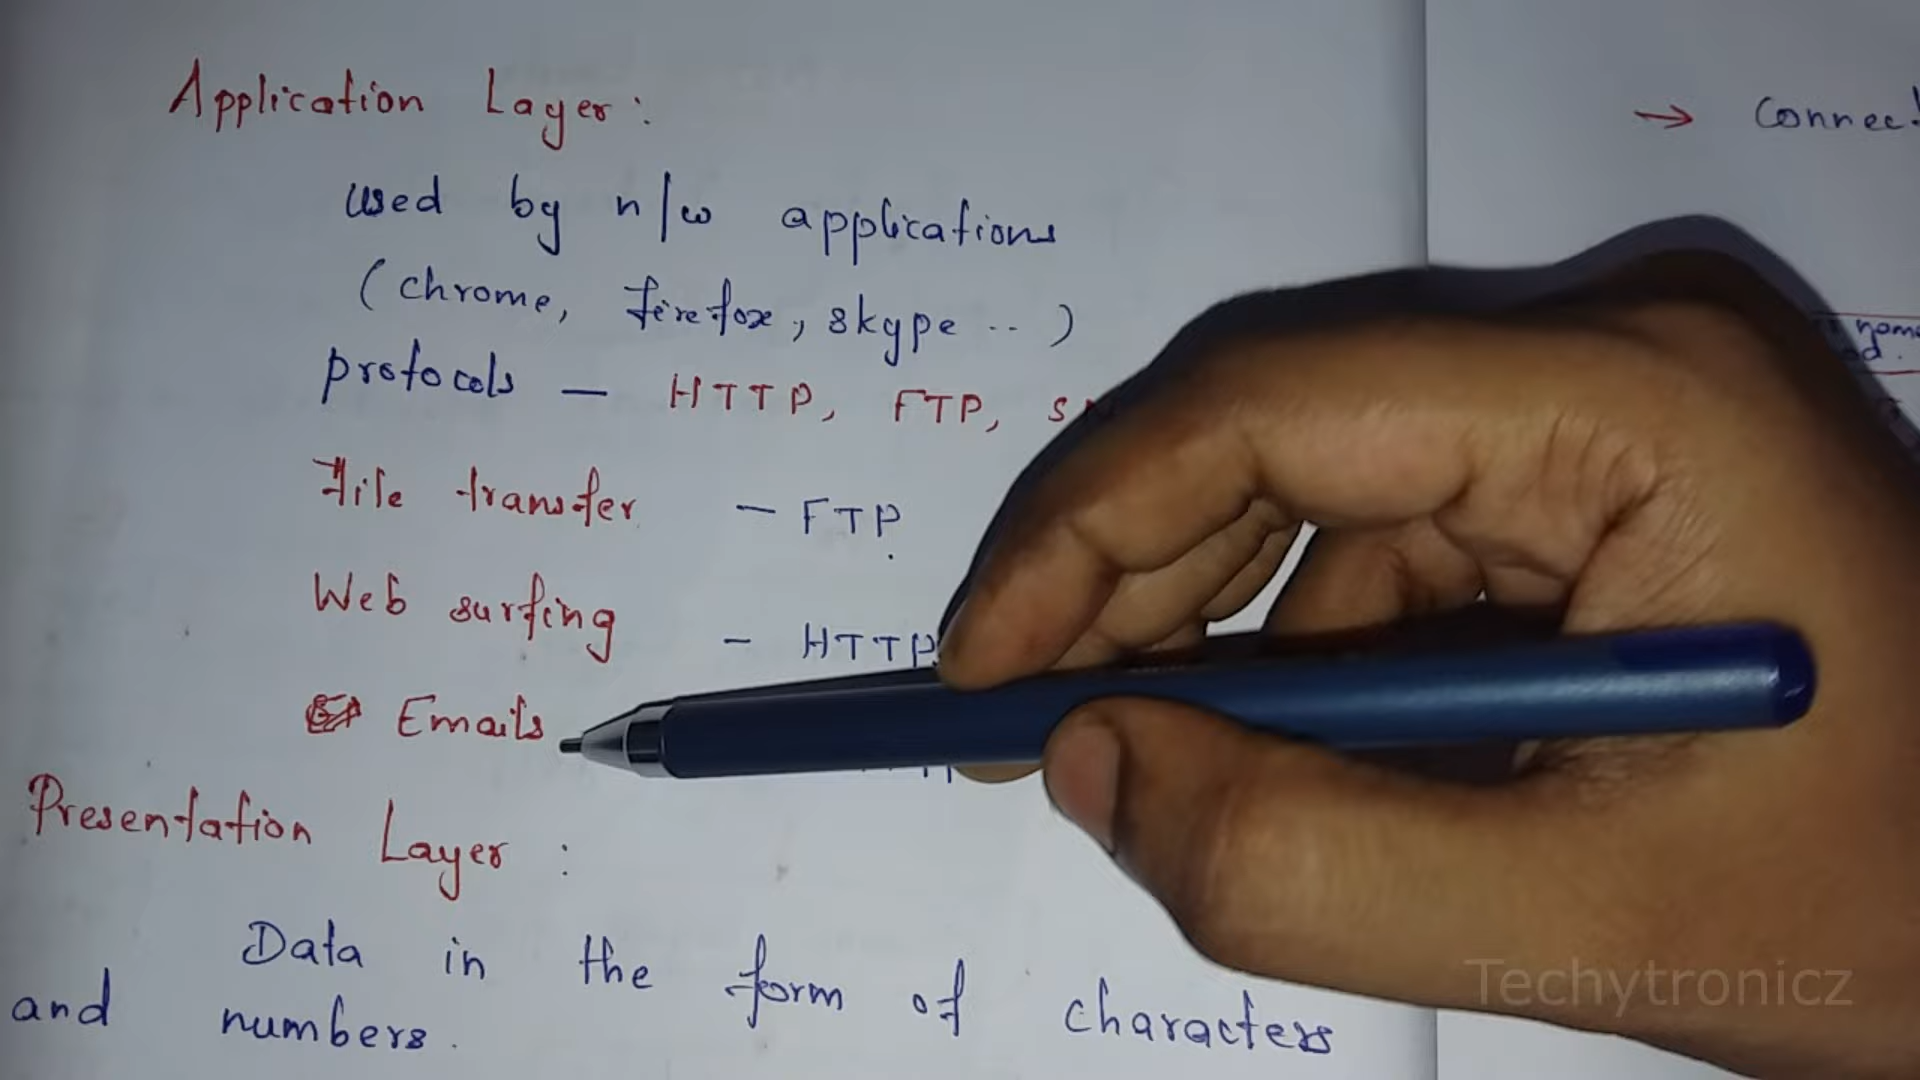 Application Layer:
used by n/w applications
(chrome, firefox, skype .. )
protocols — HTTP, FTP,
File transfer — FTP
Web surfing — HTTP
Emails
Presentation Layer :
Data in the form of characters
and numbers.
→
Techytronicz